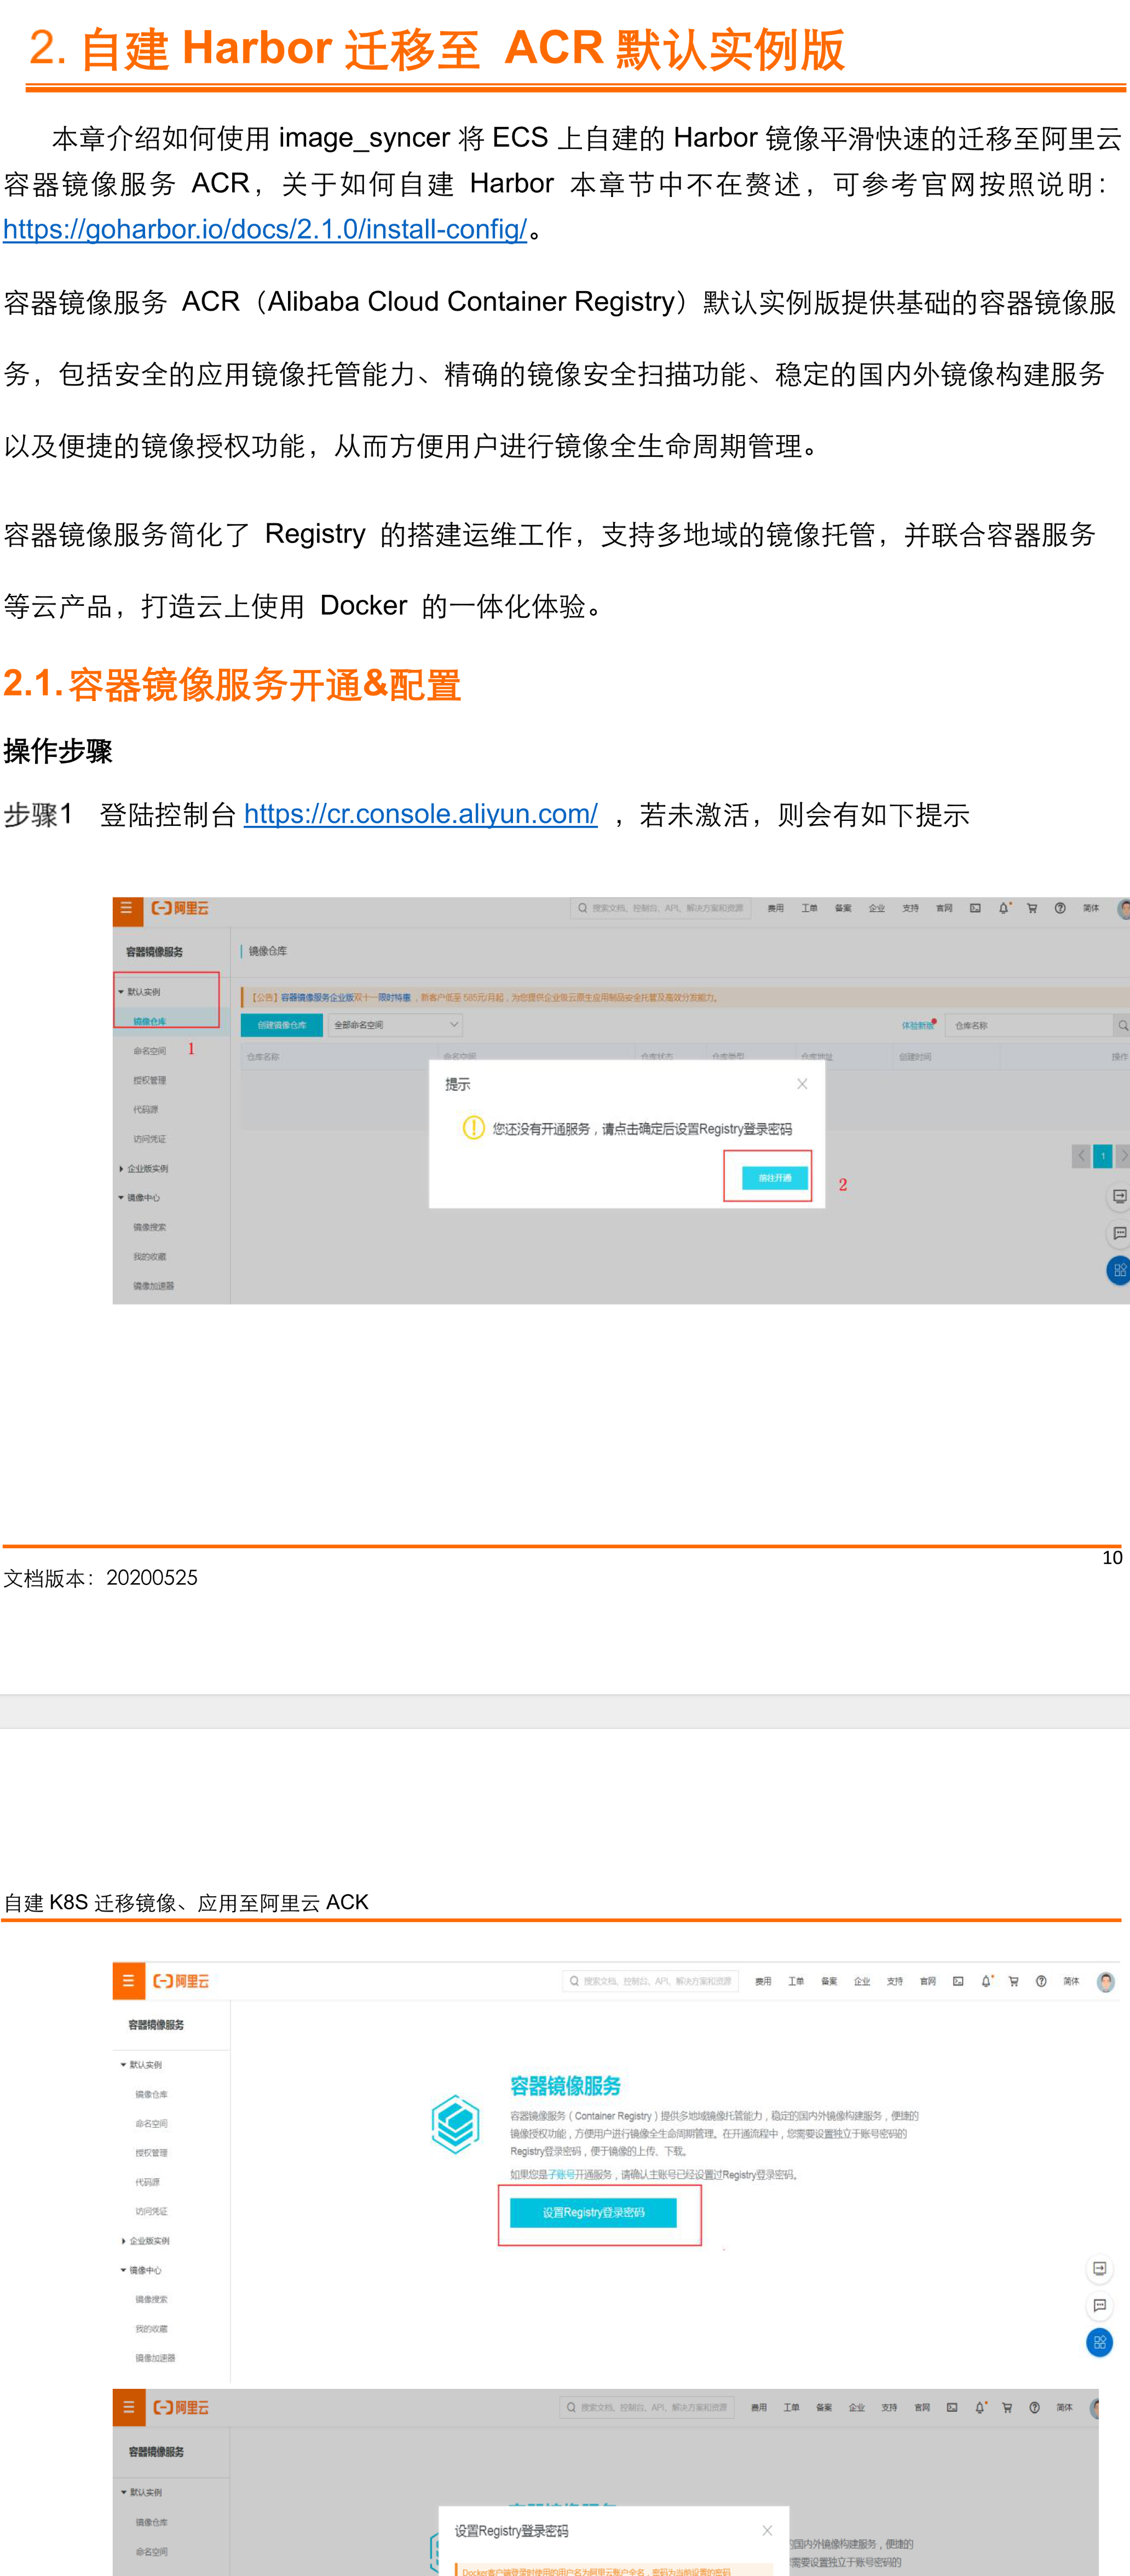 2. 自建 Harbor 迁移至 ACR 默认实例版
本章介绍如何使用 image_syncer 将 ECS 上自建的 Harbor 镜像平滑快速的迁移至阿里云
容器镜像服务 ACR，关于如何自建 Harbor 本章节中不在赘述，可参考官网按照说明：
https://goharbor.io/docs/2.1.0/install-config/。
容器镜像服务 ACR（Alibaba Cloud Container Registry）默认实例版提供基础的容器镜像服
务，包括安全的应用镜像托管能力、精确的镜像安全扫描功能、稳定的国内外镜像构建服务
以及便捷的镜像授权功能，从而方便用户进行镜像全生命周期管理。
容器镜像服务简化了 Registry 的搭建运维工作，支持多地域的镜像托管，并联合容器服务
等云产品，打造云上使用 Docker 的一体化体验。
2.1.容器镜像服务开通&配置
操作步骤
步骤1 登陆控制台 https://cr.console.aliyun.com/ ，若未激活，则会有如下提示
阿里云 搜索文档、控制台、API、解决方案和资源 费用 工单 备案 企业 支持 官网 简体
容器镜像服务 镜像仓库
默认实例
【公告】容器镜像服务企业版双十一限时特惠，新客户低至 585元/月起，为您提供企业级云原生应用制品安全托管及高效分发能力。
镜像仓库 创建镜像仓库 全部命名空间 体验新版 仓库名称
命名空间 1 仓库名称 命名空间 仓库状态 仓库类型 仓库地址 创建时间 操作
授权管理 提示
代码源
您还没有开通服务，请点击确定后设置Registry登录密码
访问凭证
企业版实例 前往开通 2 1
镜像中心
镜像搜索
我的收藏
镜像加速器
10
文档版本：20200525
自建 K8S 迁移镜像、应用至阿里云 ACK
阿里云 搜索文档、控制台、API、解决方案和资源 费用 工单 备案 企业 支持 官网 简体
容器镜像服务
默认实例
镜像仓库
命名空间
授权管理
代码源
访问凭证
企业版实例
镜像中心
镜像搜索
我的收藏
镜像加速器
容器镜像服务
容器镜像服务（Container Registry）提供多地域镜像托管能力，稳定的国内外镜像构建服务，便捷的
镜像授权功能，方便用户进行镜像全生命周期管理。在开通流程中，您需要设置独立于账号密码的
Registry登录密码，便于镜像的上传、下载。
如果您是子账号开通服务，请确认主账号已经设置过Registry登录密码。
设置Registry登录密码
阿里云 搜索文档、控制台、API、解决方案和资源 费用 工单 备案 企业 支持 官网 简体
容器镜像服务
默认实例
镜像仓库
命名空间
设置Registry登录密码
的国内外镜像构建服务，便捷的
需要设置独立于账号密码的
Docker客户端登录时使用的用户名为阿里云账户全名，密码为当前设置的密码